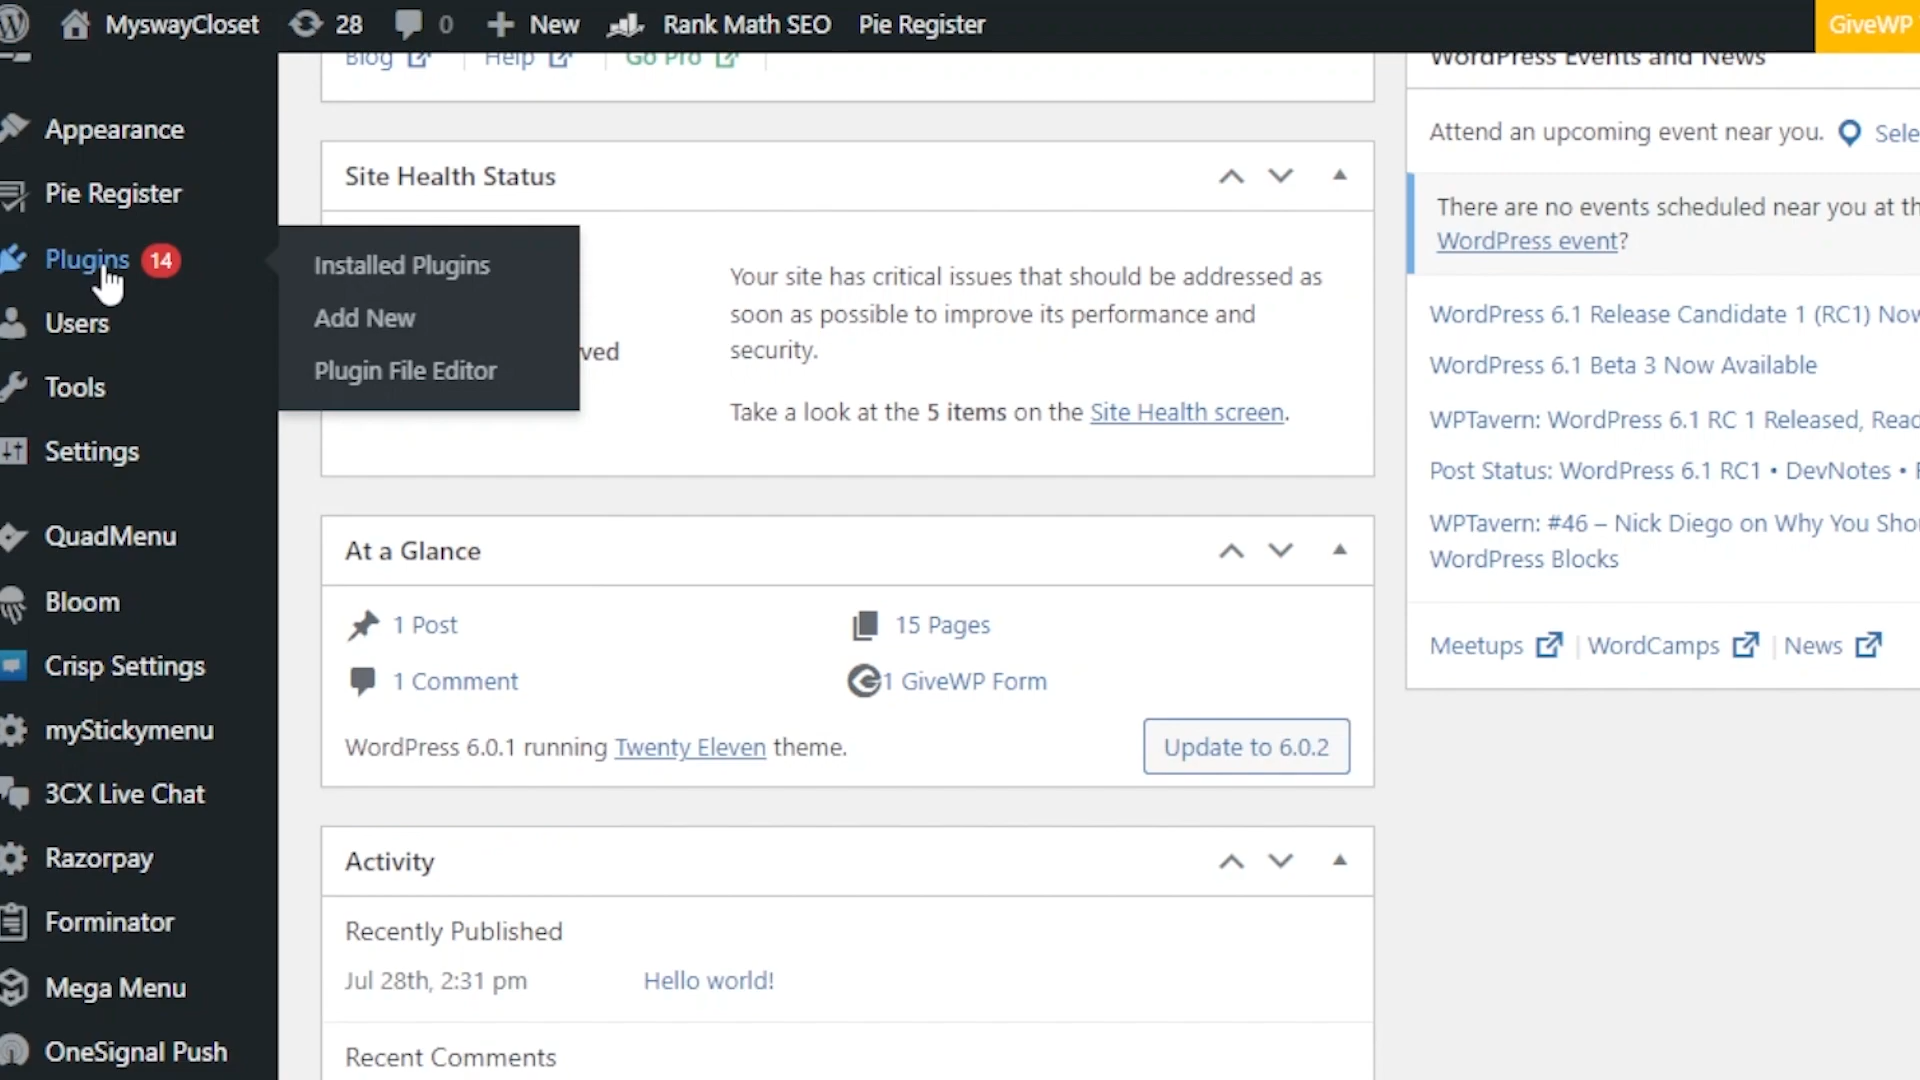 MyswayCloset 28 0 New Rank Math SEO Pie Register GiveWP
Blog Help Go Pro
Appearance
Pie Register
Plugins 14
Users
Tools
Settings
QuadMenu
Bloom
Crisp Settings
myStickymenu
3CX Live Chat
Razorpay
Forminator
Mega Menu
OneSignal Push
Installed Plugins
Add New
Plugin File Editor
Site Health Status
ved
Your site has critical issues that should be addressed as
soon as possible to improve its performance and
security.
Take a look at the 5 items on the Site Health screen.
At a Glance
1 Post
15 Pages
1 Comment
1 GiveWP Form
WordPress 6.0.1 running Twenty Eleven theme.
Update to 6.0.2
Activity
Recently Published
Jul 28th, 2:31 pm Hello world!
Recent Comments
WordPress Events and News
Attend an upcoming event near you. Sele
There are no events scheduled near you at th
WordPress event?
WordPress 6.1 Release Candidate 1 (RC1) Nov
WordPress 6.1 Beta 3 Now Available
WPTavern: WordPress 6.1 RC 1 Released, Read
Post Status: WordPress 6.1 RC1 • DevNotes •
WPTavern: #46 – Nick Diego on Why You Sho
WordPress Blocks
Meetups | WordCamps | News